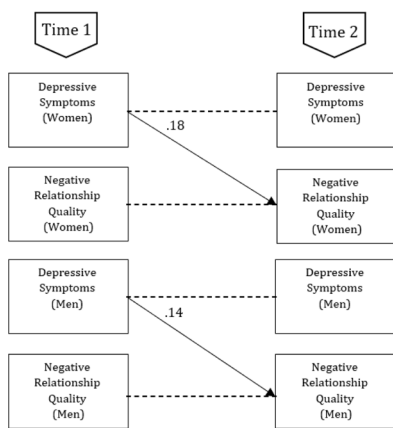 Time 1
Time 2
Depressive
Symptoms
(Women)
Depressive
Symptoms
(Women)
.18
Negative
Relationship
Quality
(Women)
Negative
Relationship
Quality
(Women)
Depressive
Symptoms
(Men)
Depressive
Symptoms
(Men)
.14
Negative
Relationship
Quality
(Men)
Negative
Relationship
Quality
(Men)